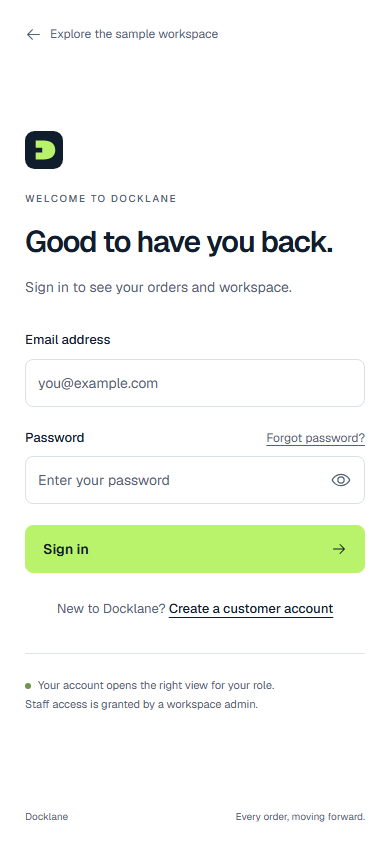 Explore the sample workspace
WELCOME TO DOCKLANE
Good to have you back.
Sign in to see your orders and workspace.
Email address
you@example.com
Password
Forgot password?
Enter your password
Sign in
New to Docklane? Create a customer account
Your account opens the right view for your role.
Staff access is granted by a workspace admin.
Docklane
Every order, moving forward.